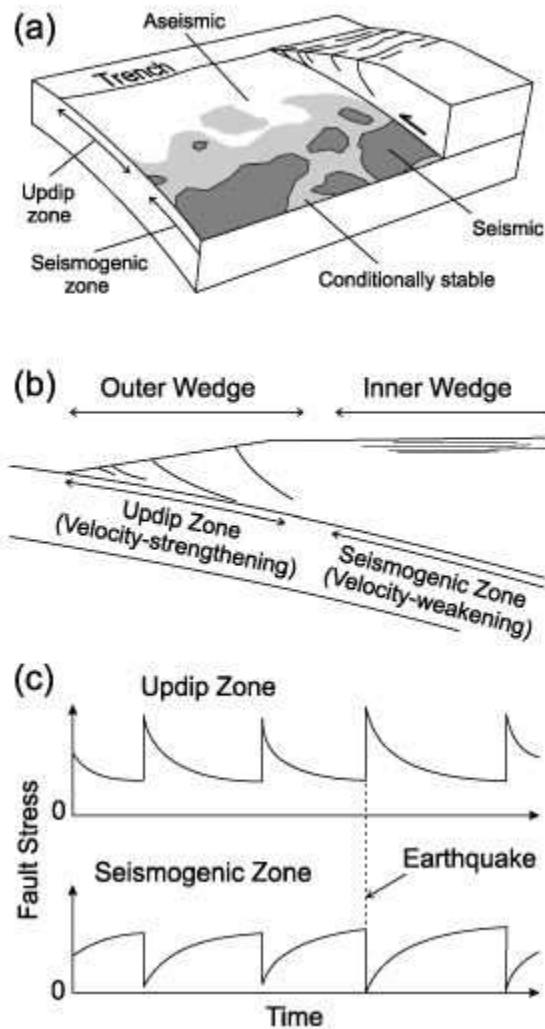 (a)
Aseismic
Trench
Updip
zone
Seismogenic
zone
Seismic
Conditionally stable
(b)
Outer Wedge
Inner Wedge
Updip Zone
(Velocity-strengthening)
Seismogenic Zone
(Velocity-weakening)
(c)
Updip Zone
0
Fault Stress
Earthquake
Seismogenic Zone
0
Time